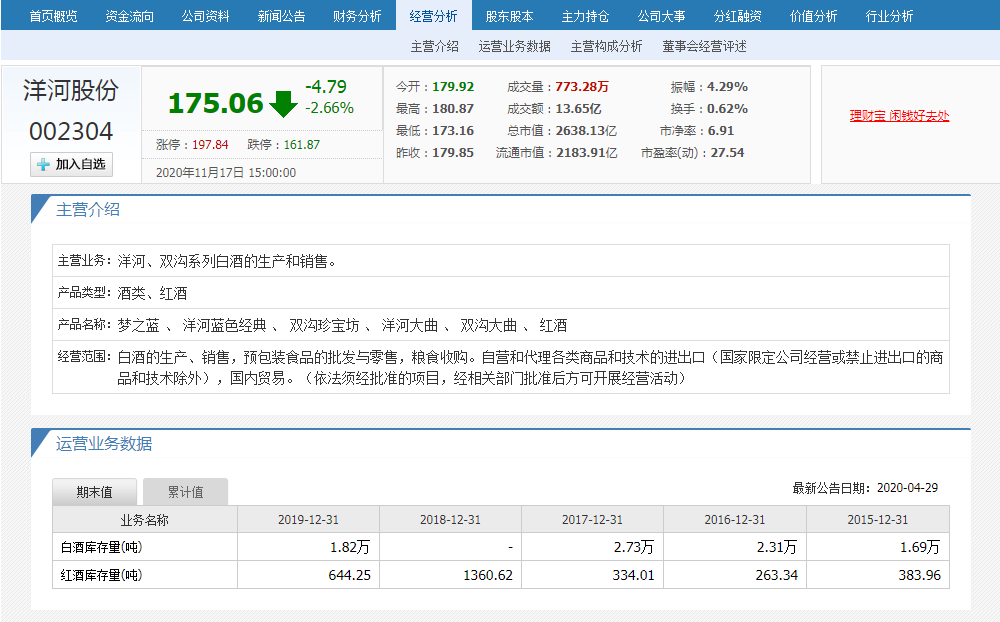 首页概览 资金流向 公司资料 新闻公告 财务分析 经营分析 股东股本 主力持仓 公司大事 分红融资 价值分析 行业分析
主营介绍 运营业务数据 主营构成分析 董事会经营评述
洋河股份
002304
加入自选
175.06 -4.79
-2.66%
涨停：197.84 跌停：161.87
2020年11月17日 15:00:00
今开：179.92 成交量：773.28万 振幅：4.29%
最高：180.87 成交额：13.65亿 换手：0.62%
最低：173.16 总市值：2638.13亿 市净率：6.91
昨收：179.85 流通市值：2183.91亿 市盈率(动)：27.54
理财宝 闲钱好去处
主营介绍
主营业务：洋河、双沟系列白酒的生产和销售。
产品类型：酒类、红酒
产品名称：梦之蓝 、 洋河蓝色经典 、 双沟珍宝坊 、 洋河大曲 、 双沟大曲 、 红酒
经营范围：白酒的生产、销售，预包装食品的批发与零售，粮食收购。自营和代理各类商品和技术的进出口（国家限定公司经营或禁止进出口的商
品和技术除外），国内贸易。（依法须经批准的项目，经相关部门批准后方可开展经营活动）
运营业务数据
期末值 累计值 最新公告日期：2020-04-29
业务名称 2019-12-31 2018-12-31 2017-12-31 2016-12-31 2015-12-31
白酒库存量(吨) 1.82万 - 2.73万 2.31万 1.69万
红酒库存量(吨) 644.25 1360.62 334.01 263.34 383.96